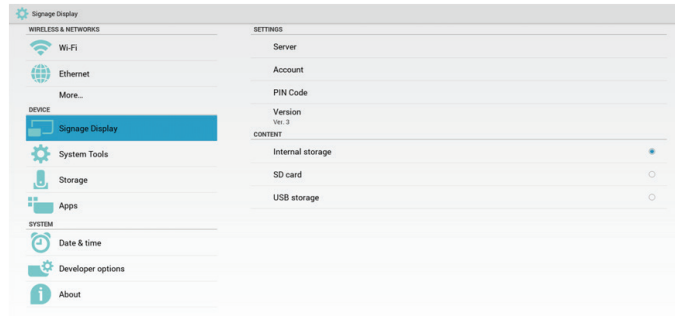 Signage Display
WIRELESS & NETWORKS
Wi-Fi
Ethernet
More...
DEVICE
Signage Display
System Tools
Storage
Apps
SYSTEM
Date & time
Developer options
About
SETTINGS
Server
Account
PIN Code
Version
Ver. 3
CONTENT
Internal storage
SD card
USB storage